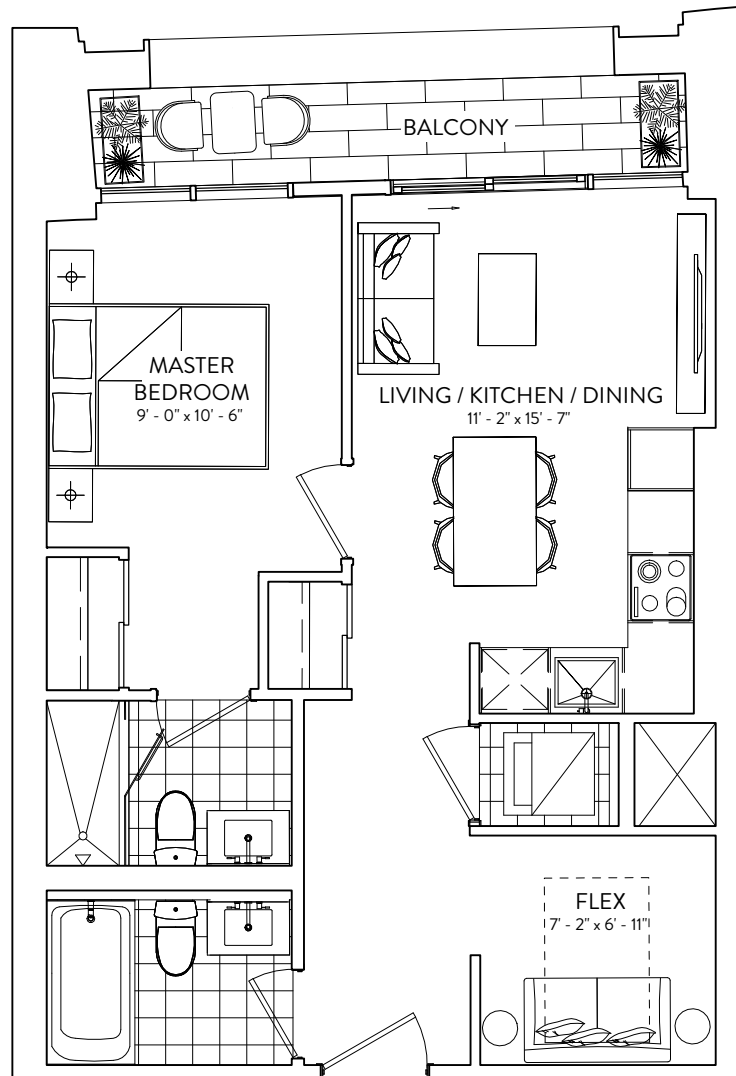 BALCONY
MASTER
BEDROOM
9' - 0" x 10' - 6"
LIVING / KITCHEN / DINING
11' - 2" x 15' - 7"
FLEX
7' - 2" x 6' - 11"